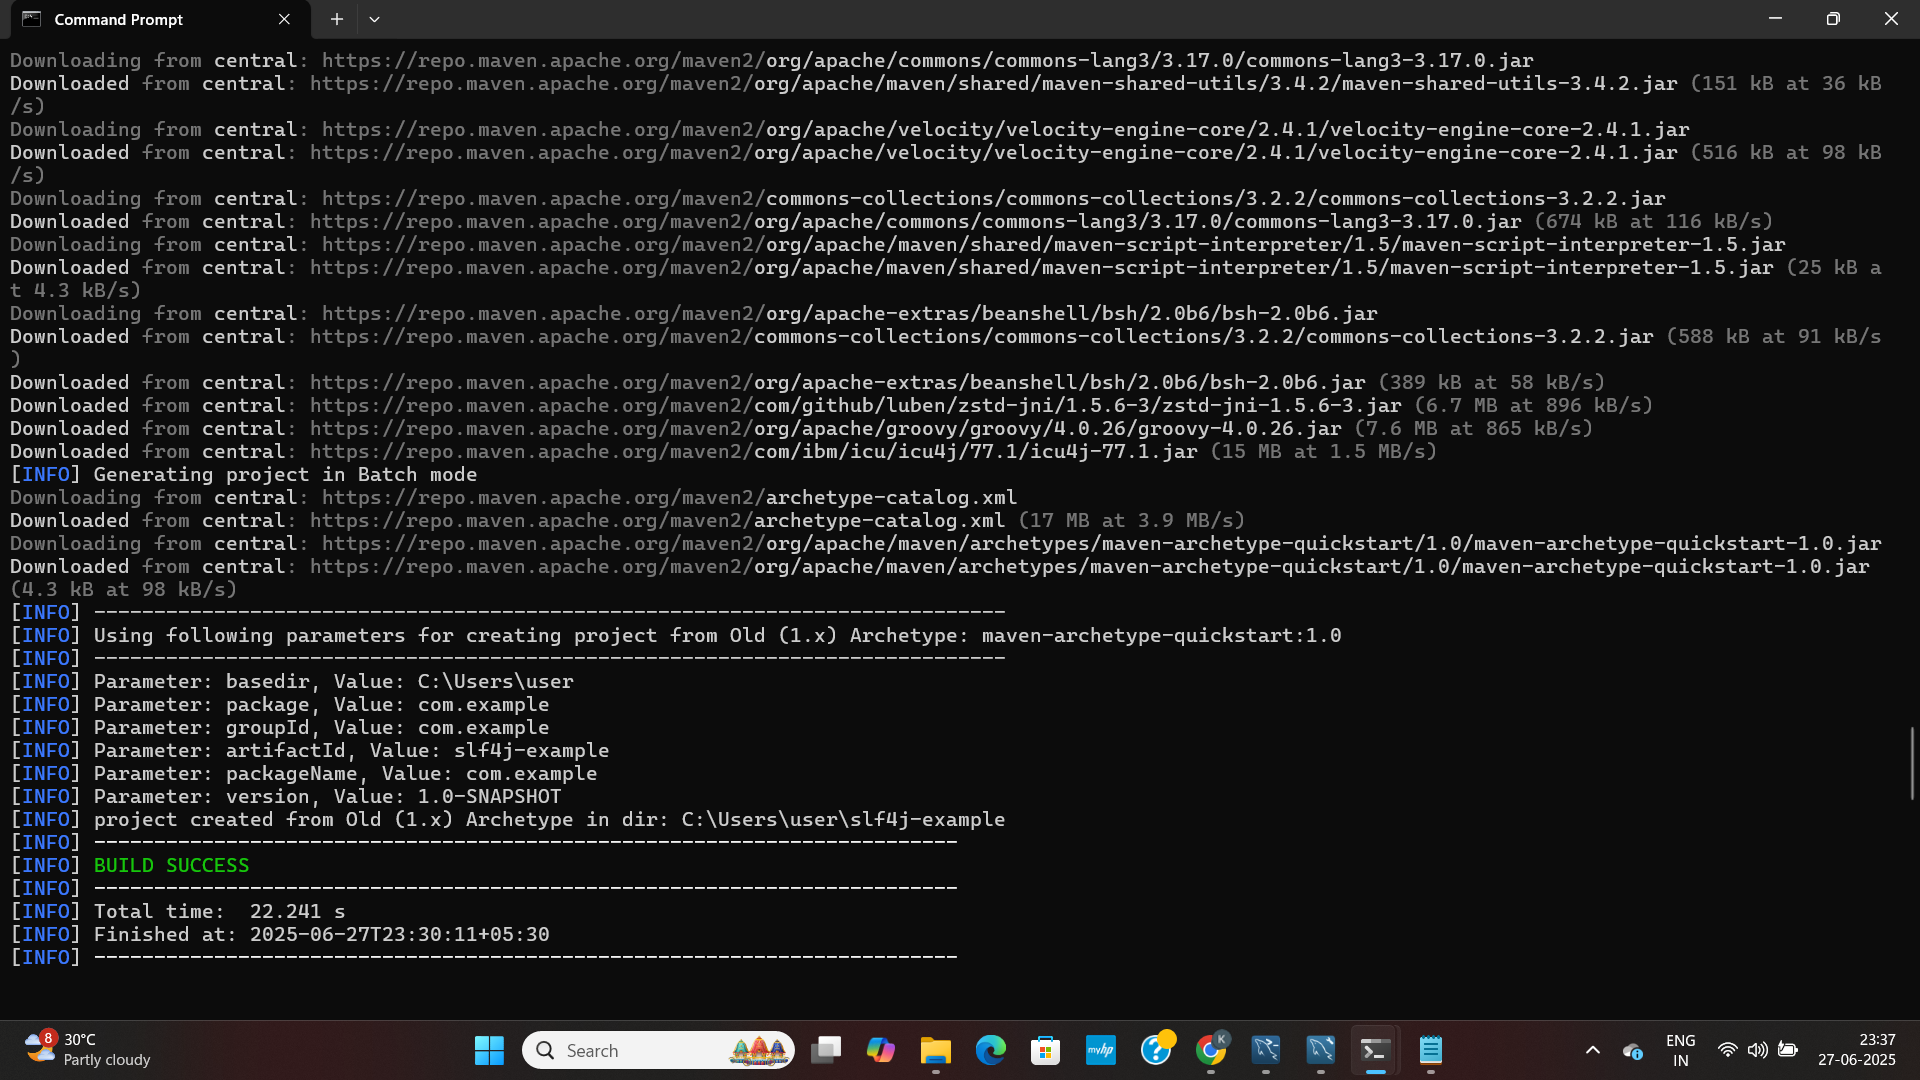 Command Prompt
Downloading from central: https://repo.maven.apache.org/maven2/org/apache/commons/commons-lang3/3.17.0/commons-lang3-3.17.0.jar
Downloaded from central: https://repo.maven.apache.org/maven2/org/apache/maven/shared/maven-shared-utils/3.4.2/maven-shared-utils-3.4.2.jar (151 kB at 36 kB
/s)
Downloading from central: https://repo.maven.apache.org/maven2/org/apache/velocity/velocity-engine-core/2.4.1/velocity-engine-core-2.4.1.jar
Downloaded from central: https://repo.maven.apache.org/maven2/org/apache/velocity/velocity-engine-core/2.4.1/velocity-engine-core-2.4.1.jar (516 kB at 98 kB
/s)
Downloading from central: https://repo.maven.apache.org/maven2/commons-collections/commons-collections/3.2.2/commons-collections-3.2.2.jar
Downloaded from central: https://repo.maven.apache.org/maven2/org/apache/commons/commons-lang3/3.17.0/commons-lang3-3.17.0.jar (674 kB at 116 kB/s)
Downloading from central: https://repo.maven.apache.org/maven2/org/apache/maven/shared/maven-script-interpreter/1.5/maven-script-interpreter-1.5.jar
Downloaded from central: https://repo.maven.apache.org/maven2/org/apache/maven/shared/maven-script-interpreter/1.5/maven-script-interpreter-1.5.jar (25 kB a
t 4.3 kB/s)
Downloading from central: https://repo.maven.apache.org/maven2/org/apache-extras/beanshell/bsh/2.0b6/bsh-2.0b6.jar
Downloaded from central: https://repo.maven.apache.org/maven2/commons-collections/commons-collections/3.2.2/commons-collections-3.2.2.jar (588 kB at 91 kB/s
)
Downloaded from central: https://repo.maven.apache.org/maven2/org/apache-extras/beanshell/bsh/2.0b6/bsh-2.0b6.jar (389 kB at 58 kB/s)
Downloaded from central: https://repo.maven.apache.org/maven2/com/github/luben/zstd-jni/1.5.6-3/zstd-jni-1.5.6-3.jar (6.7 MB at 896 kB/s)
Downloaded from central: https://repo.maven.apache.org/maven2/org/apache/groovy/groovy/4.0.26/groovy-4.0.26.jar (7.6 MB at 865 kB/s)
Downloaded from central: https://repo.maven.apache.org/maven2/com/ibm/icu/icu4j/77.1/icu4j-77.1.jar (15 MB at 1.5 MB/s)
[INFO] Generating project in Batch mode
Downloading from central: https://repo.maven.apache.org/maven2/archetype-catalog.xml
Downloaded from central: https://repo.maven.apache.org/maven2/archetype-catalog.xml (17 MB at 3.9 MB/s)
Downloading from central: https://repo.maven.apache.org/maven2/org/apache/maven/archetypes/maven-archetype-quickstart/1.0/maven-archetype-quickstart-1.0.jar
Downloaded from central: https://repo.maven.apache.org/maven2/org/apache/maven/archetypes/maven-archetype-quickstart/1.0/maven-archetype-quickstart-1.0.jar
(4.3 kB at 98 kB/s)
[INFO] ----------------------------------------------------------------------------
[INFO] Using following parameters for creating project from Old (1.x) Archetype: maven-archetype-quickstart:1.0
[INFO] ----------------------------------------------------------------------------
[INFO] Parameter: basedir, Value: C:\Users\user
[INFO] Parameter: package, Value: com.example
[INFO] Parameter: groupId, Value: com.example
[INFO] Parameter: artifactId, Value: slf4j-example
[INFO] Parameter: packageName, Value: com.example
[INFO] Parameter: version, Value: 1.0-SNAPSHOT
[INFO] project created from Old (1.x) Archetype in dir: C:\Users\user\slf4j-example
[INFO] ------------------------------------------------------------------------
[INFO] BUILD SUCCESS
[INFO] ------------------------------------------------------------------------
[INFO] Total time:  22.241 s
[INFO] Finished at: 2025-06-27T23:30:11+05:30
[INFO] ------------------------------------------------------------------------
8
30°C
Partly cloudy
Search
myhp
K
ENG
IN
23:37
27-06-2025